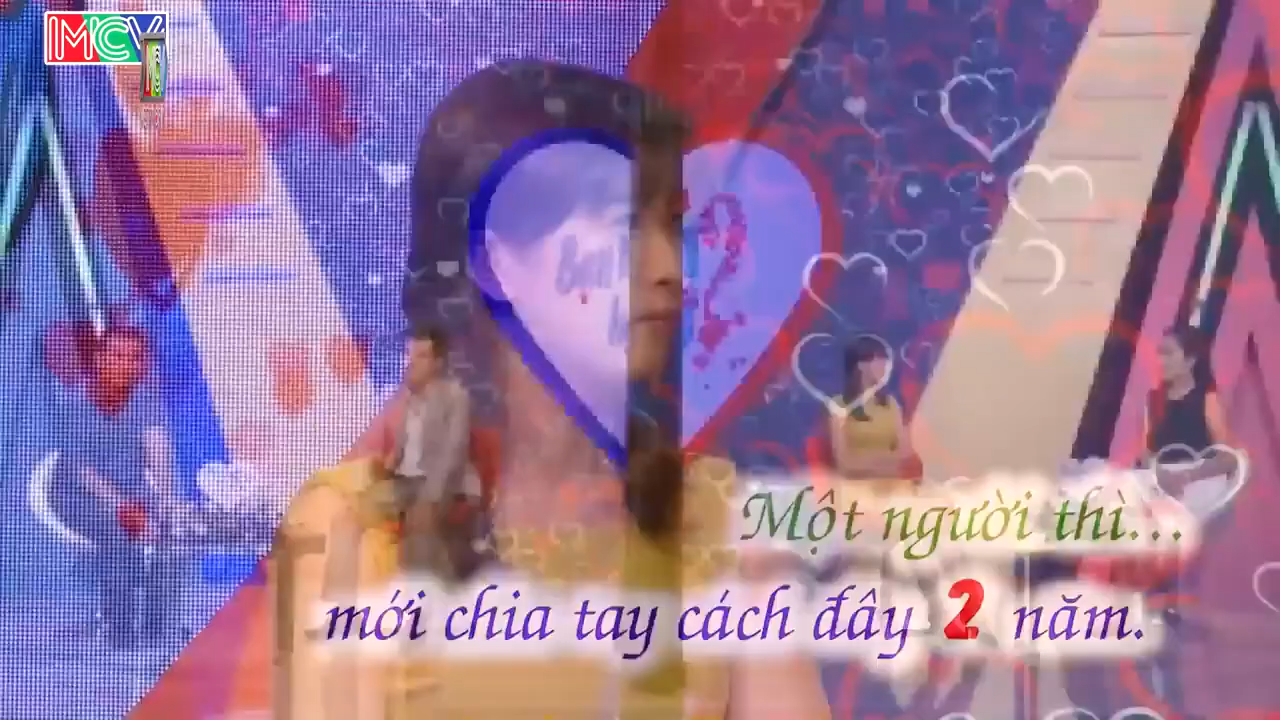 MCV
Một người thì...
mới chia tay cách đây 2 năm.